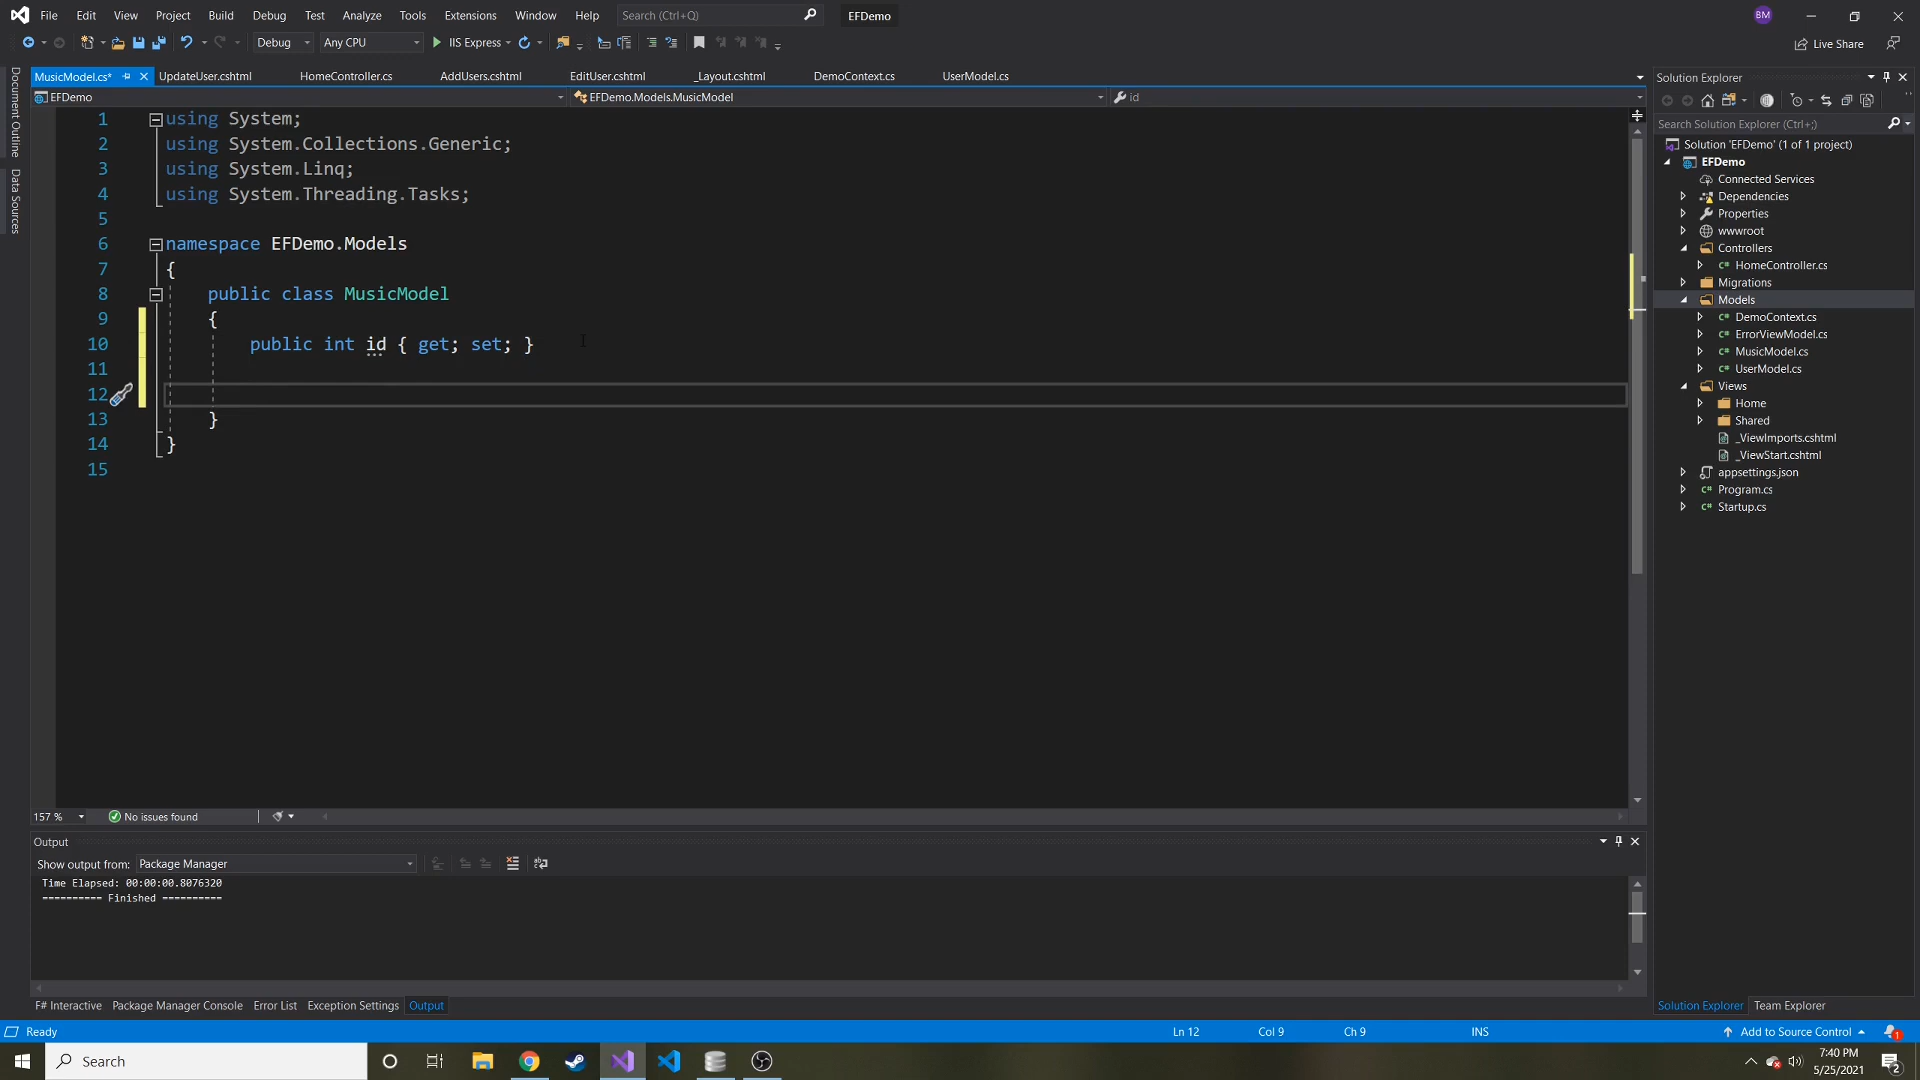 File Edit View Project Build Debug Test Analyze Tools Extensions Window Help Search (Ctrl+Q) EFDemo BM
Debug Any CPU IIS Express Live Share
MusicModel.cs* UpdateUser.cshtml HomeController.cs AddUsers.cshtml EditUser.cshtml _Layout.cshtml DemoContext.cs UserModel.cs
EFDemo EFDemo.Models.MusicModel id
Document Outline
Data Sources
1 using System;
2 using System.Collections.Generic;
3 using System.Linq;
4 using System.Threading.Tasks;
5
6 namespace EFDemo.Models
7 {
8 public class MusicModel
9 {
10 public int id { get; set; }
11
12
13 }
14 }
15
157 % No issues found
Output
Show output from: Package Manager
Time Elapsed: 00:00:00.8076320
---------- Finished ----------
F# Interactive Package Manager Console Error List Exception Settings Output
Solution Explorer
Search Solution Explorer (Ctrl+;)
Solution 'EFDemo' (1 of 1 project)
EFDemo
Connected Services
Dependencies
Properties
wwwroot
Controllers
C# HomeController.cs
Migrations
Models
C# DemoContext.cs
C# ErrorViewModel.cs
C# MusicModel.cs
C# UserModel.cs
Views
Home
Shared
_ViewImports.cshtml
_ViewStart.cshtml
appsettings.json
C# Program.cs
C# Startup.cs
Solution Explorer Team Explorer
Ready Ln 12 Col 9 Ch 9 INS Add to Source Control 1
Search 7:40 PM
5/25/2021 2